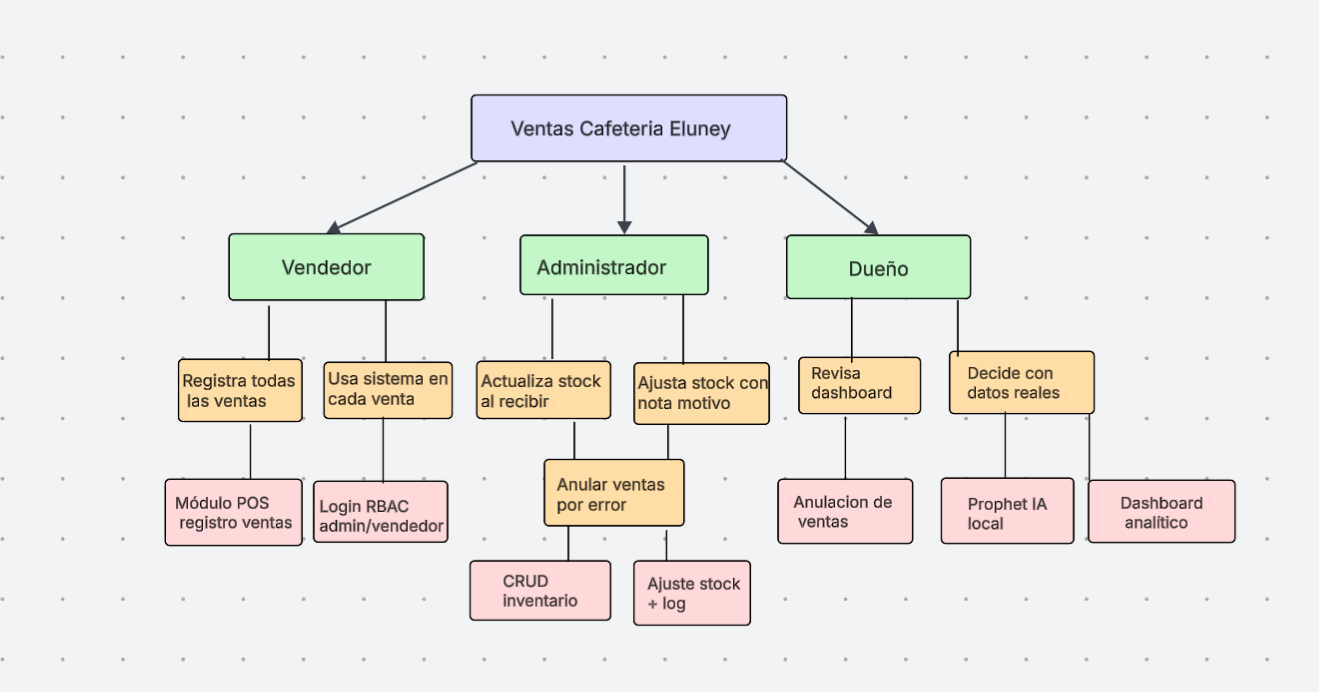 Ventas Cafeteria Eluney
Vendedor
Administrador
Dueño
Registra todas
las ventas
Usa sistema en
cada venta
Actualiza stock
al recibir
Ajusta stock con
nota motivo
Revisa
dashboard
Decide con
datos reales
Anular ventas
por error
Módulo POS
registro ventas
Login RBAC
admin/vendedor
Anulacion de
ventas
Prophet IA
local
Dashboard
analítico
CRUD
inventario
Ajuste stock
+ log